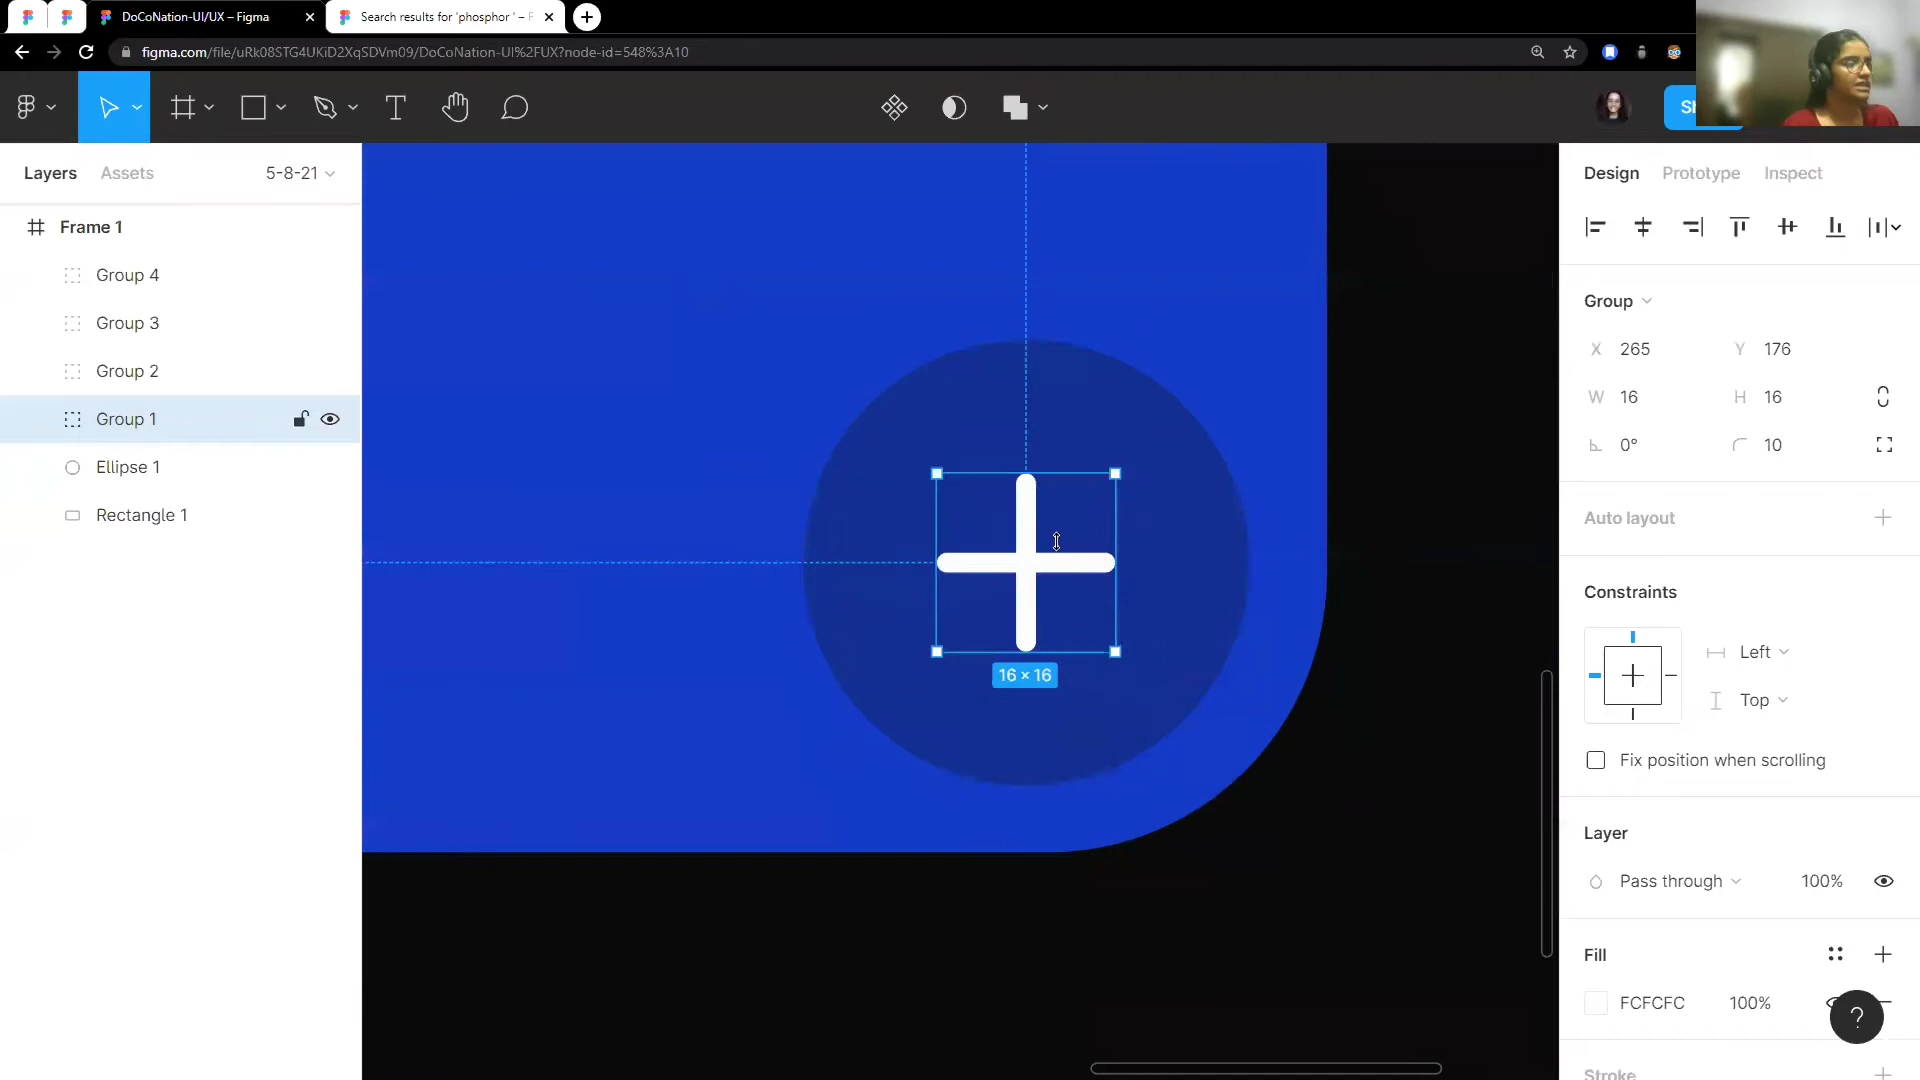 DoCoNation-UI/UX – Figma
Search results for 'phosphor ' – F
figma.com/file/uRk08STG4UKiD2XqSDVm09/DoCoNation-UI%2FUX?node-id=548%3A10
Layers
Assets
5-8-21
Design
Prototype
Inspect
Frame 1
Group 4
Group 3
Group 2
Group 1
Ellipse 1
Rectangle 1
16 × 16
Group
X 265
Y 176
W 16
H 16
0°
10
Auto layout
Constraints
Left
Top
Fix position when scrolling
Layer
Pass through
100%
Fill
FCFCFC
100%
?
Stroke